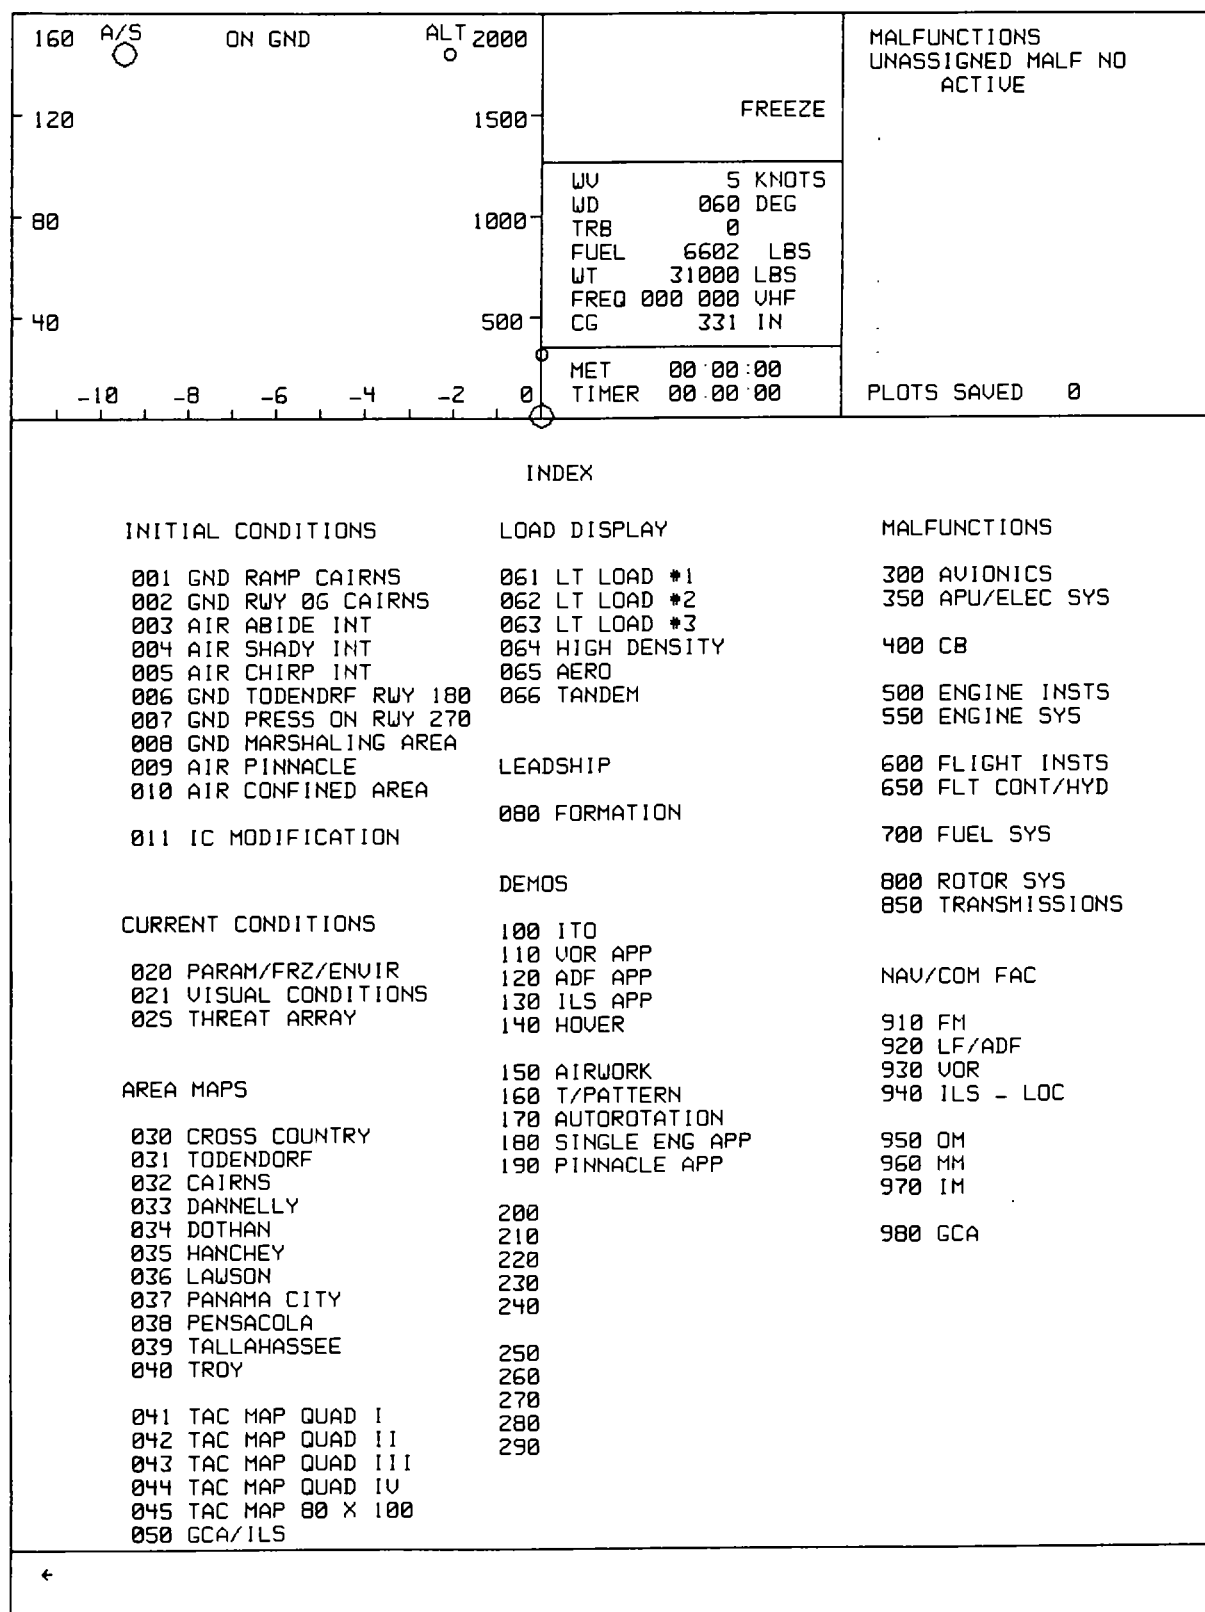 160 A/S ON GND ALT 2000
120 1500
80 1000
40 500
-10 -8 -6 -4 -2 0
FREEZE
WV 5 KNOTS
WD 060 DEG
TRB 0
FUEL 6602 LBS
WT 31000 LBS
FREQ 000 000 VHF
CG 331 IN
MET 00:00:00
TIMER 00:00:00
MALFUNCTIONS
UNASSIGNED MALF NO
ACTIVE
PLOTS SAVED 0
INDEX
INITIAL CONDITIONS
001 GND RAMP CAIRNS
002 GND RWY 06 CAIRNS
003 AIR ABIDE INT
004 AIR SHADY INT
005 AIR CHIRP INT
006 GND TODENDRF RWY 180
007 GND PRESS ON RWY 270
008 GND MARSHALING AREA
009 AIR PINNACLE
010 AIR CONFINED AREA
011 IC MODIFICATION
CURRENT CONDITIONS
020 PARAM/FRZ/ENVIR
021 VISUAL CONDITIONS
025 THREAT ARRAY
AREA MAPS
030 CROSS COUNTRY
031 TODENDORF
032 CAIRNS
033 DANNELLY
034 DOTHAN
035 HANCHEY
036 LAWSON
037 PANAMA CITY
038 PENSACOLA
039 TALLAHASSEE
040 TROY
041 TAC MAP QUAD I
042 TAC MAP QUAD II
043 TAC MAP QUAD III
044 TAC MAP QUAD IV
045 TAC MAP 80 X 100
050 GCA/ILS
LOAD DISPLAY
061 LT LOAD #1
062 LT LOAD #2
063 LT LOAD #3
064 HIGH DENSITY
065 AERO
066 TANDEM
LEADSHIP
080 FORMATION
DEMOS
100 ITO
110 VOR APP
120 ADF APP
130 ILS APP
140 HOVER
150 AIRWORK
160 T/PATTERN
170 AUTOROTATION
180 SINGLE ENG APP
190 PINNACLE APP
200
210
220
230
240
250
260
270
280
290
MALFUNCTIONS
300 AVIONICS
350 APU/ELEC SYS
400 CB
500 ENGINE INSTS
550 ENGINE SYS
600 FLIGHT INSTS
650 FLT CONT/HYD
700 FUEL SYS
800 ROTOR SYS
850 TRANSMISSIONS
NAV/COM FAC
910 FM
920 LF/ADF
930 VOR
940 ILS - LOC
950 OM
960 MM
970 IM
980 GCA
←